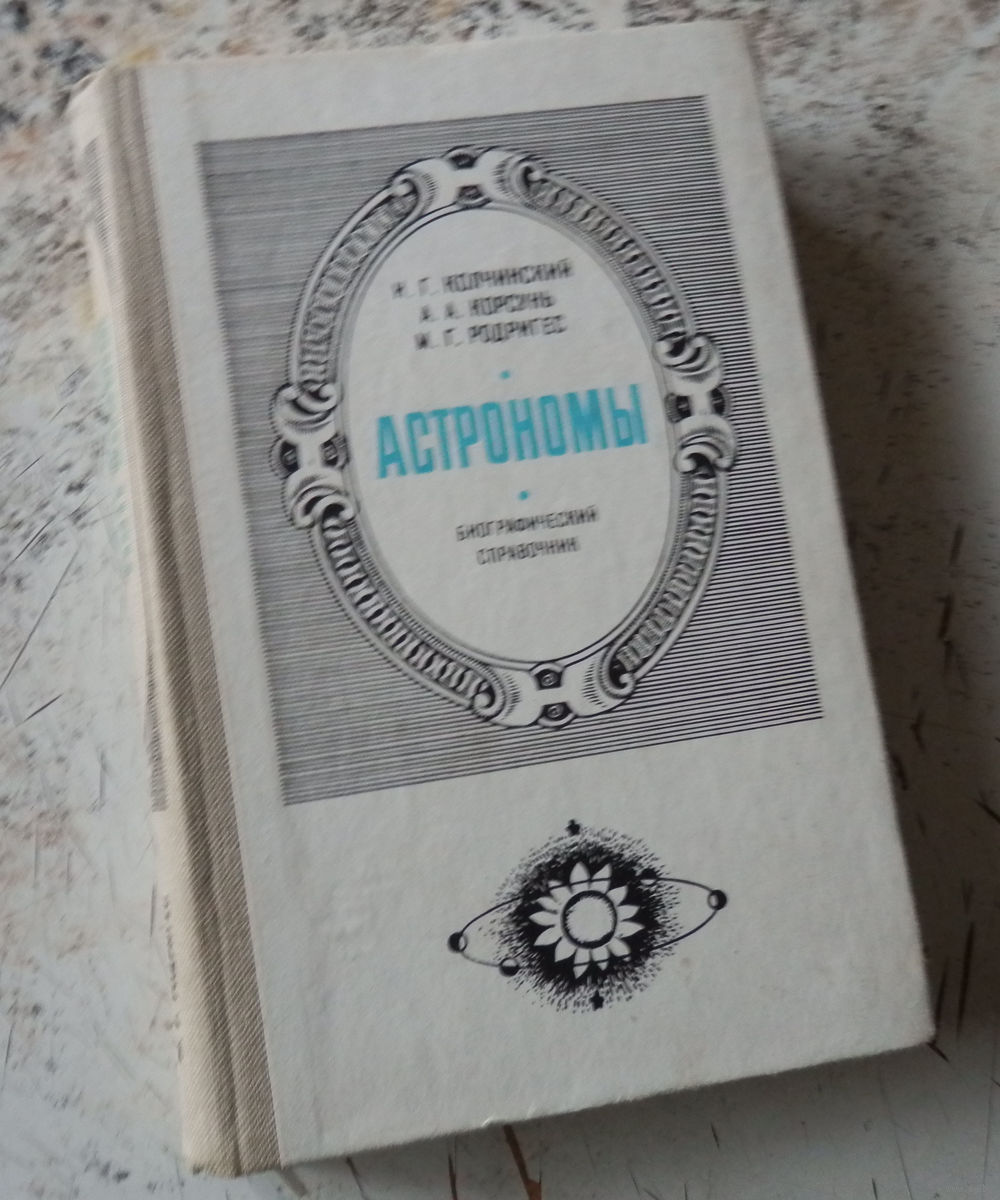 И. Г. КОЛЧИНСКИЙ
А. А. КОРСУНЬ
М. Г. РОДРИГЕС
АСТРОНОМЫ
БИОГРАФИЧЕСКИЙ
СПРАВОЧНИК